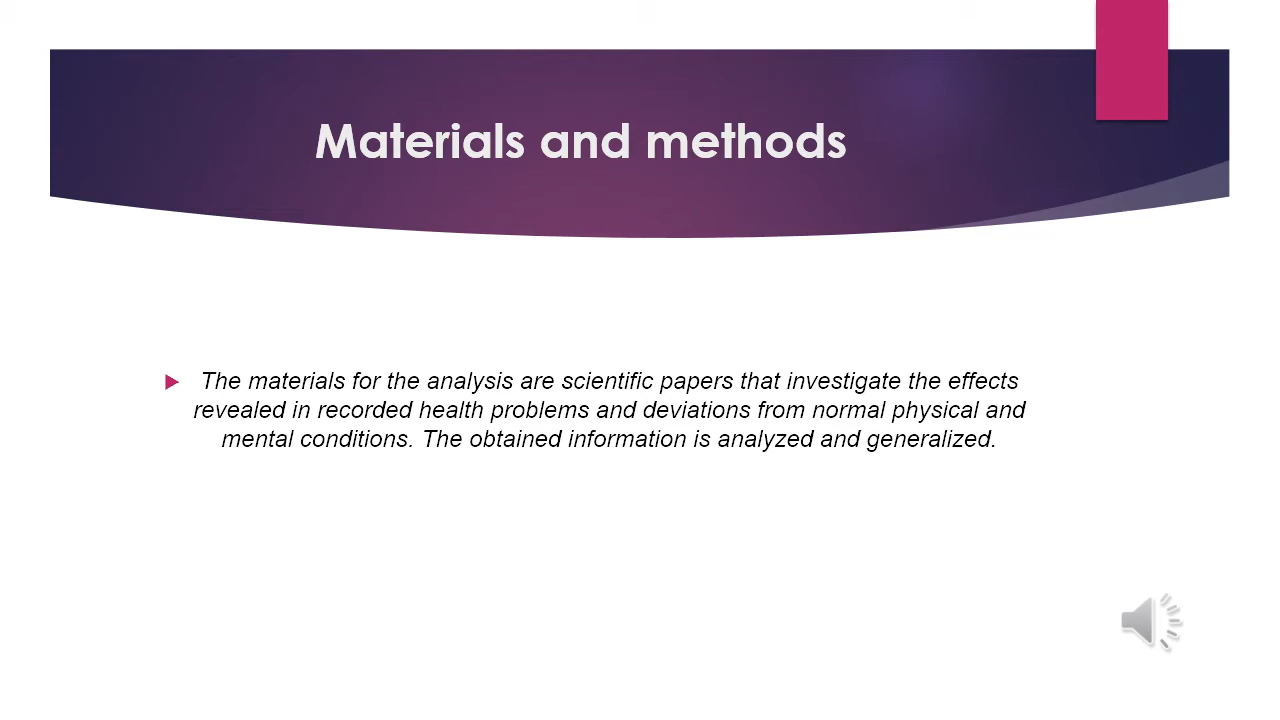 Materials and methods
The materials for the analysis are scientific papers that investigate the effects
revealed in recorded health problems and deviations from normal physical and
mental conditions. The obtained information is analyzed and generalized.